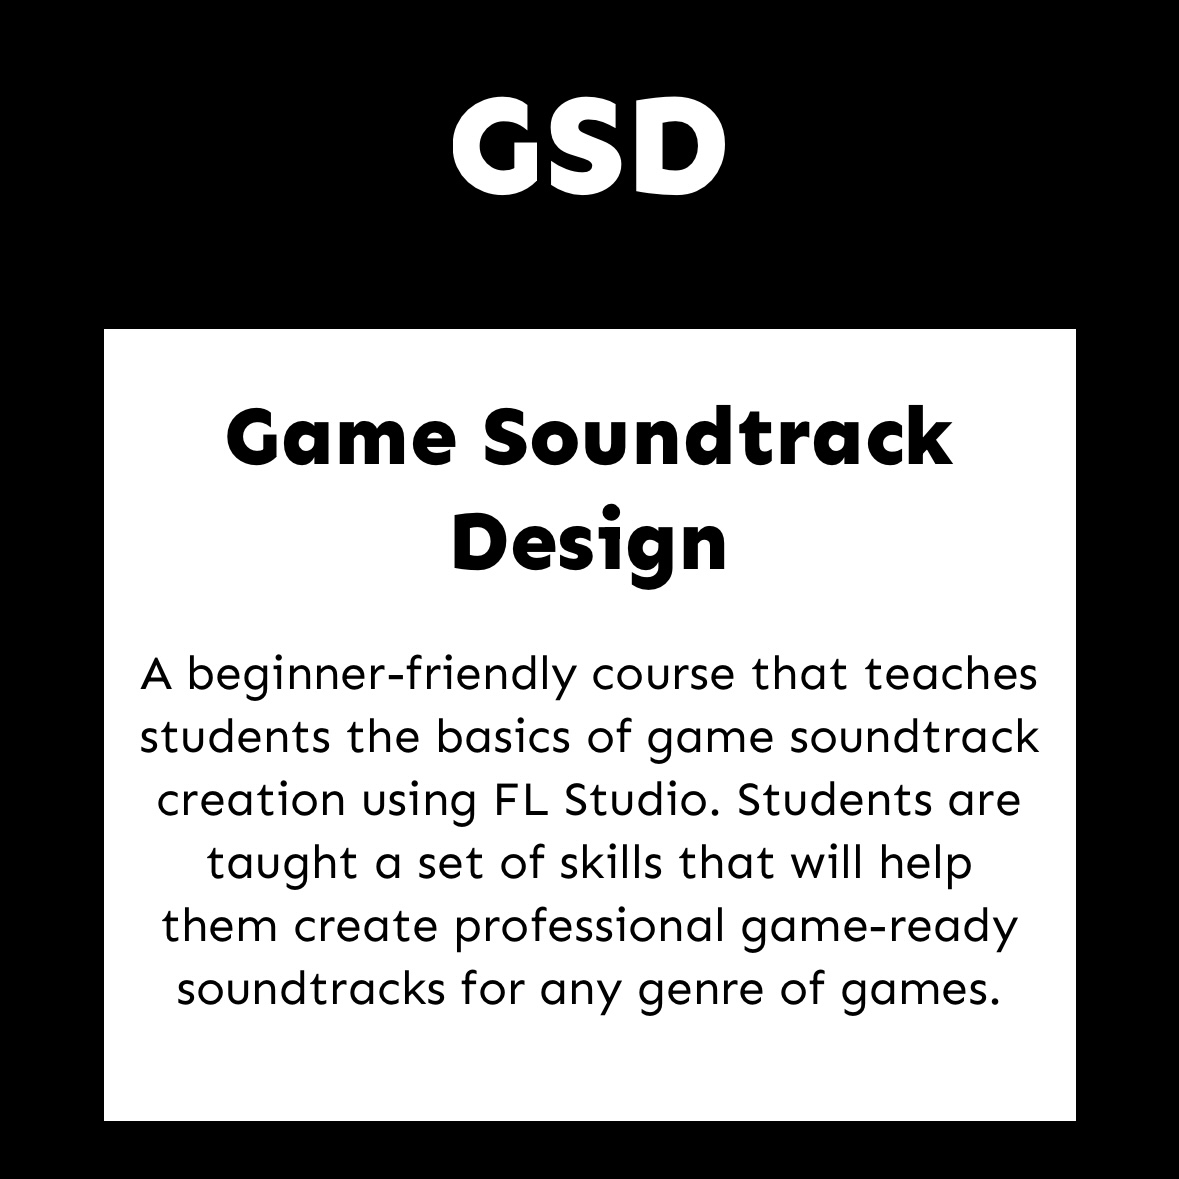 GSD
Game Soundtrack
Design
A beginner-friendly course that teaches
students the basics of game soundtrack
creation using FL Studio. Students are
taught a set of skills that will help
them create professional game-ready
soundtracks for any genre of games.